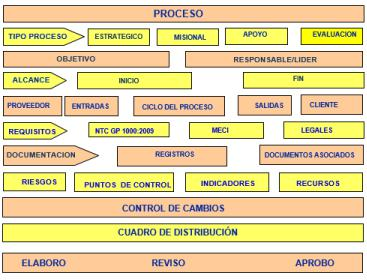 PROCESO
TIPO PROCESO ESTRATEGICO MISIONAL APOYO EVALUACION
OBJETIVO RESPONSABLE/LIDER
ALCANCE INICIO FIN
PROVEEDOR ENTRADAS CICLO DEL PROCESO SALIDAS CLIENTE
REQUISITOS NTC GP 1000:2009 MECI LEGALES
DOCUMENTACION REGISTROS DOCUMENTOS ASOCIADOS
RIESGOS PUNTOS DE CONTROL INDICADORES RECURSOS
CONTROL DE CAMBIOS
CUADRO DE DISTRIBUCIÓN
ELABORO REVISO APROBO